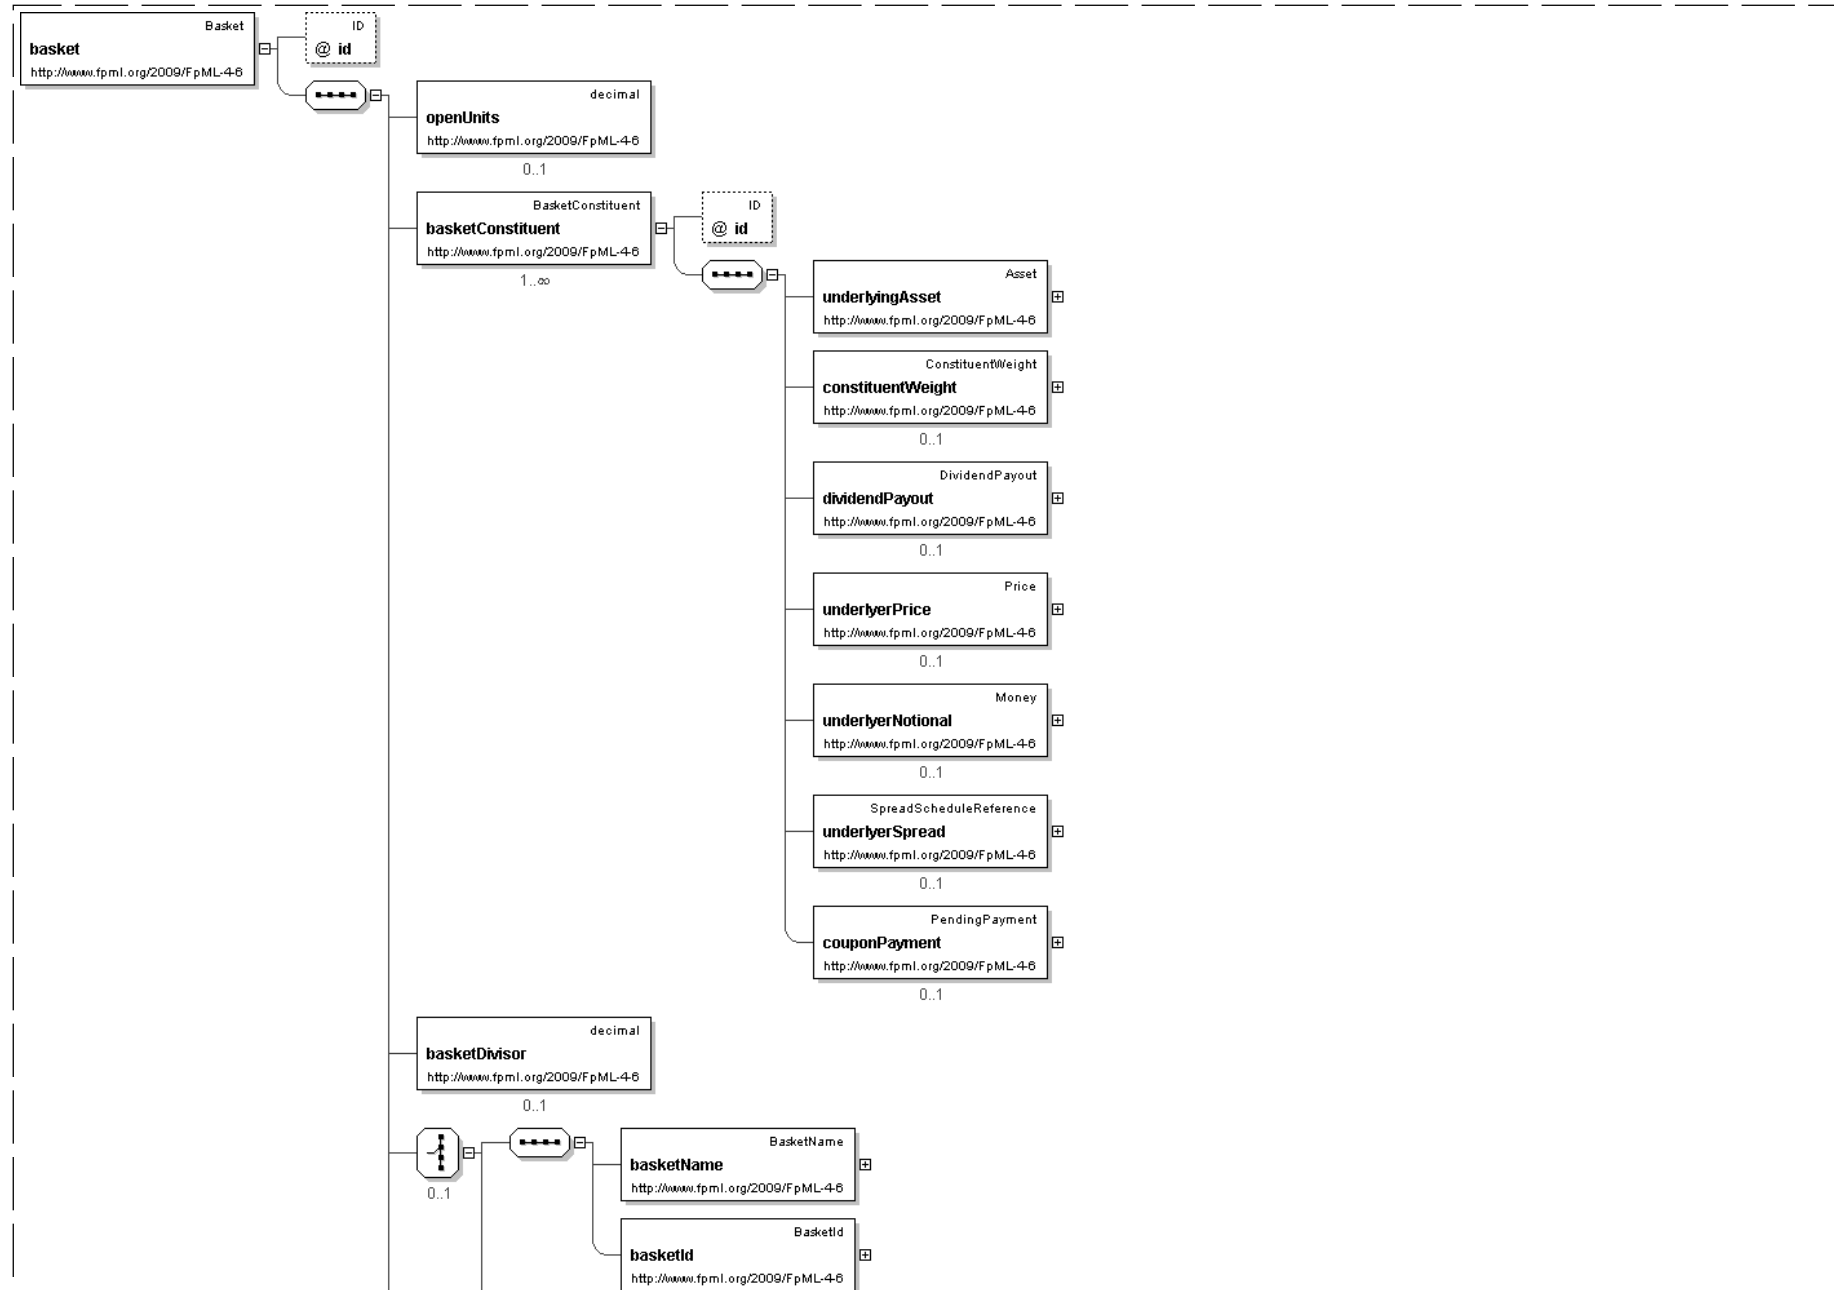 Basket
basket
http://www.fpml.org/2009/FpML-4-6
ID
@ id
decimal
openUnits
http://www.fpml.org/2009/FpML-4-6
0..1
BasketConstituent
basketConstituent
http://www.fpml.org/2009/FpML-4-6
1..∞
ID
@ id
Asset
underlyingAsset
http://www.fpml.org/2009/FpML-4-6
ConstituentWeight
constituentWeight
http://www.fpml.org/2009/FpML-4-6
0..1
DividendPayout
dividendPayout
http://www.fpml.org/2009/FpML-4-6
0..1
Price
underlyerPrice
http://www.fpml.org/2009/FpML-4-6
0..1
Money
underlyerNotional
http://www.fpml.org/2009/FpML-4-6
0..1
SpreadScheduleReference
underlyerSpread
http://www.fpml.org/2009/FpML-4-6
0..1
PendingPayment
couponPayment
http://www.fpml.org/2009/FpML-4-6
0..1
decimal
basketDivisor
http://www.fpml.org/2009/FpML-4-6
0..1
0..1
BasketName
basketName
http://www.fpml.org/2009/FpML-4-6
BasketId
basketId
http://www.fpml.org/2009/FpML-4-6